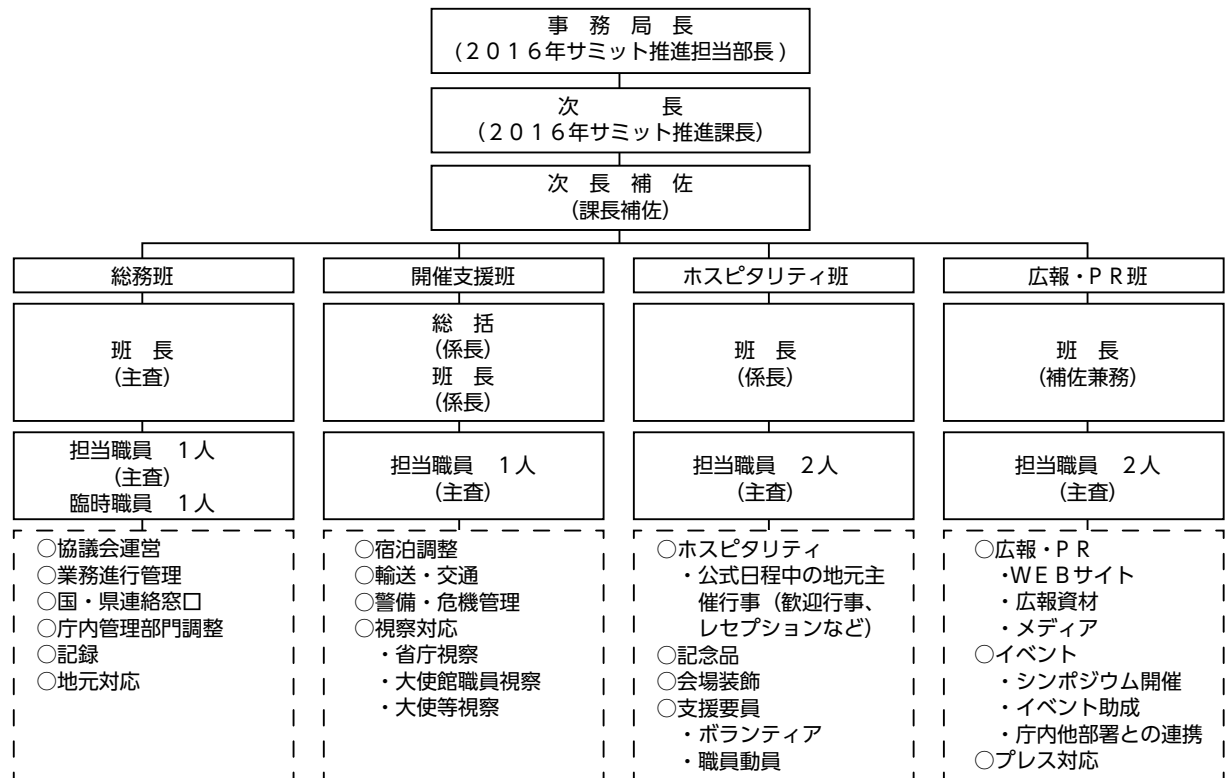 事務局長
(2016年サミット推進担当部長)
次長
(2016年サミット推進課長)
次長補佐
(課長補佐)
総務班
班長
(主査)
担当職員 1人
(主査)
臨時職員 1人
○協議会運営
○業務進行管理
○国・県連絡窓口
○庁内管理部門調整
○記録
○地元対応
開催支援班
総括
(係長)
班長
(係長)
担当職員 1人
(主査)
○宿泊調整
○輸送・交通
○警備・危機管理
○視察対応
・省庁視察
・大使館職員視察
・大使等視察
ホスピタリティ班
班長
(係長)
担当職員 2人
(主査)
○ホスピタリティ
・公式日程中の地元主
催行事(歓迎行事、
レセプションなど)
○記念品
○会場装飾
○支援要員
・ボランティア
・職員動員
広報・PR班
班長
(補佐兼務)
担当職員 2人
(主査)
○広報・PR
・WEBサイト
・広報資材
・メディア
○イベント
・シンポジウム開催
・イベント助成
・庁内他部署との連携
○プレス対応